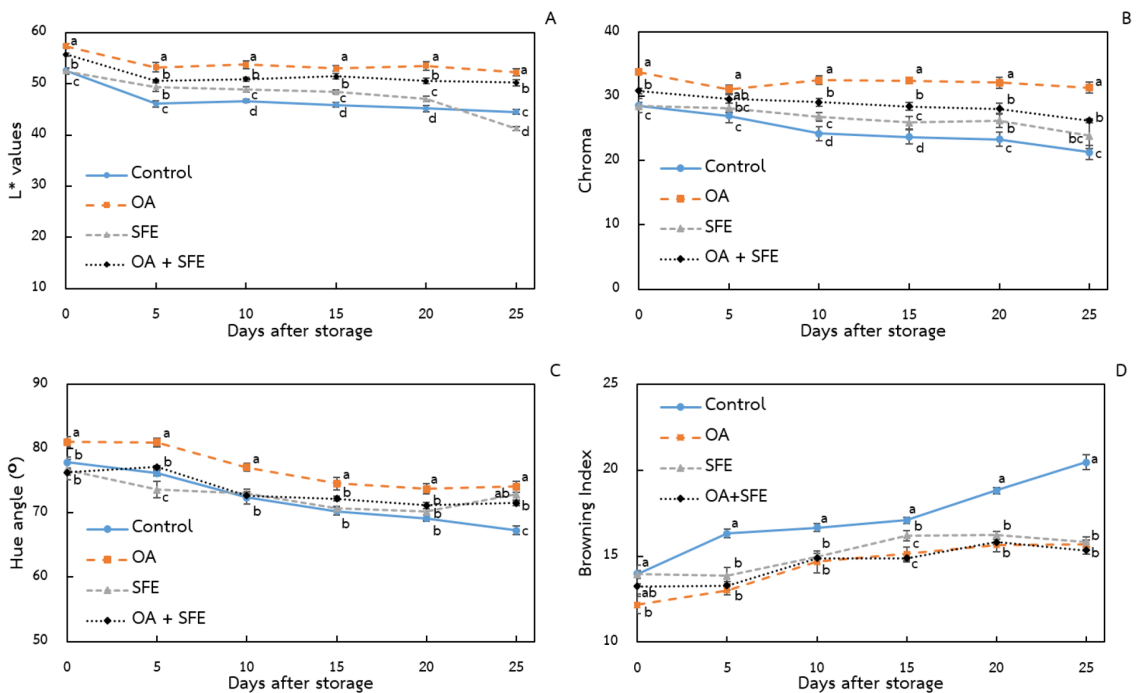 A
60
50
40
30
20
10
L* values
a a a a a a
b b b b b b
c b c c c c
c d d d d
Control
OA
SFE
OA + SFE
0 5 10 15 20 25
Days after storage
B
40
30
20
10
0
Chroma
a a a a a a
b ab b b b b
c bc c c b bc
c d d c c
Control
OA
SFE
OA + SFE
0 5 10 15 20 25
Days after storage
C
90
80
70
60
50
Hue angle (º)
a a a a a a
b b b b b ab
b c b b b
c
Control
OA
SFE
OA + SFE
0 5 10 15 20 25
Days after storage
D
25
20
15
10
Browning Index
a a a a a a
ab b b b b b
b b b c b b
c
Control
OA
SFE
OA+SFE
0 5 10 15 20 25
Days after storage